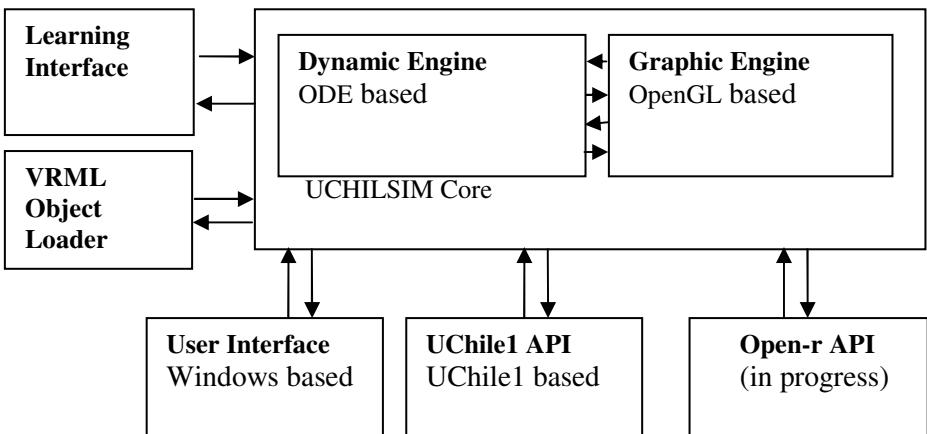 Learning
Interface
Dynamic Engine
ODE based
Graphic Engine
OpenGL based
UCHILSIM Core
VRML
Object
Loader
User Interface
Windows based
UChile1 API
UChile1 based
Open-r API
(in progress)